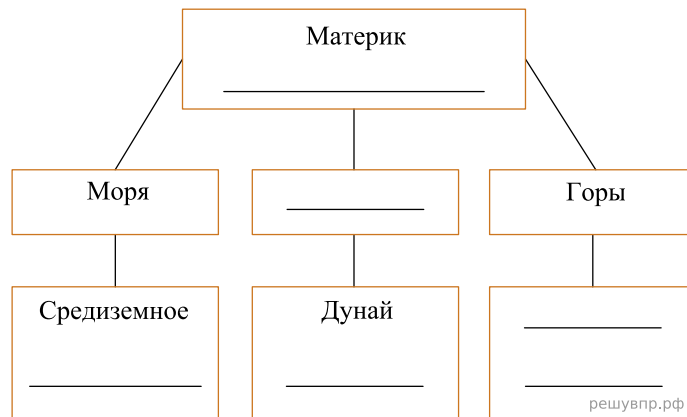 Материк
Моря
Горы
Средиземное
Дунай
решувпр.рф